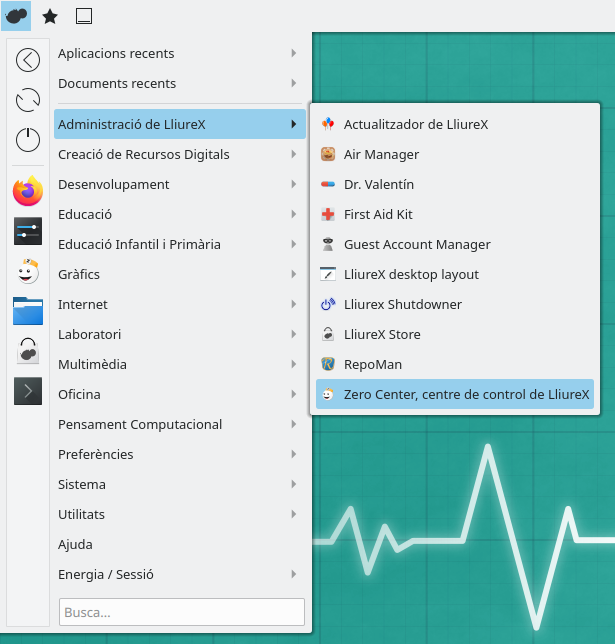 Aplicacions recents
Documents recents
Administració de LliureX
Creació de Recursos Digitals
Desenvolupament
Educació
Educació Infantil i Primària
Gràfics
Internet
Laboratori
Multimèdia
Oficina
Pensament Computacional
Preferències
Sistema
Utilitats
Ajuda
Energia / Sessió
Busca...
Actualitzador de LliureX
Air Manager
Dr. Valentín
First Aid Kit
Guest Account Manager
LliureX desktop layout
Lliurex Shutdowner
LliureX Store
RepoMan
Zero Center, centre de control de LliureX